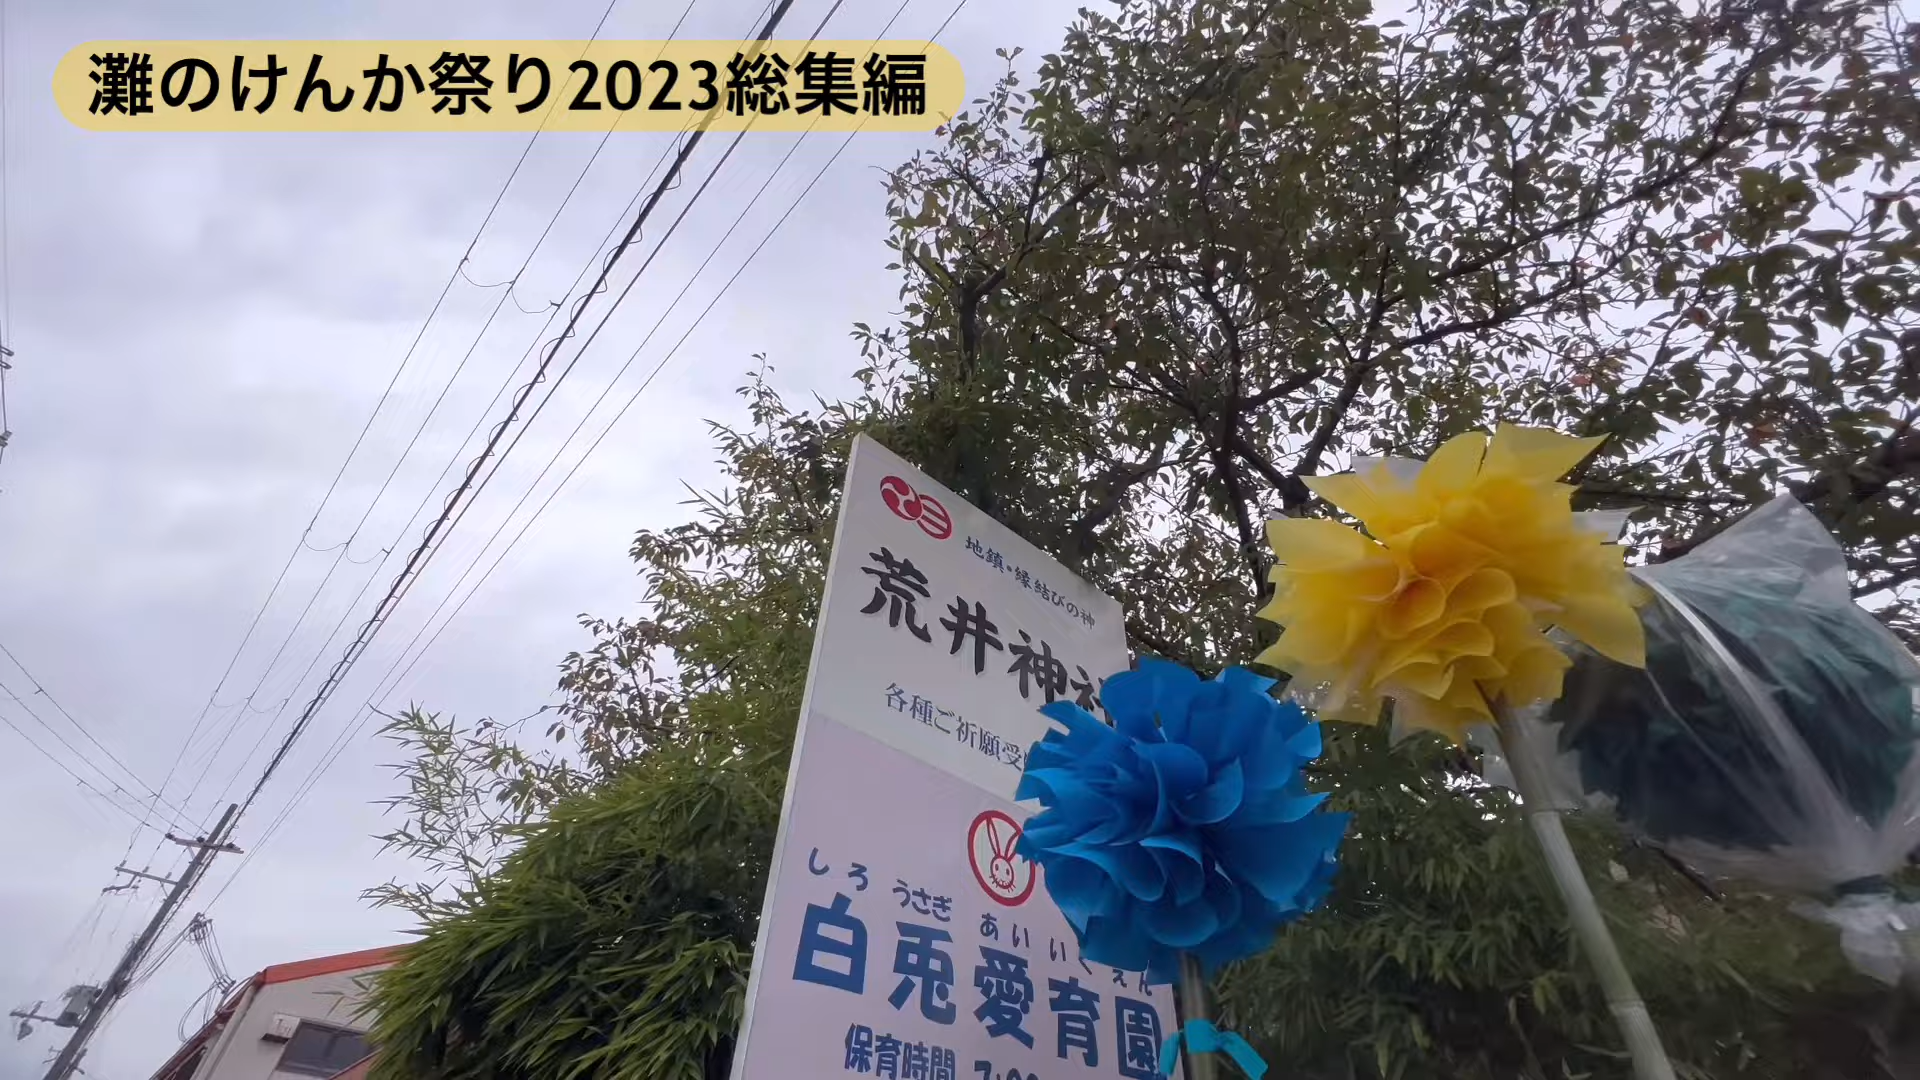 灘のけんか祭り2023総集編
地鎮・縁結びの神
荒井神社
各種ご祈願受
しろ うさぎ あい いくえん
白兎愛育園
保育時間 7:00